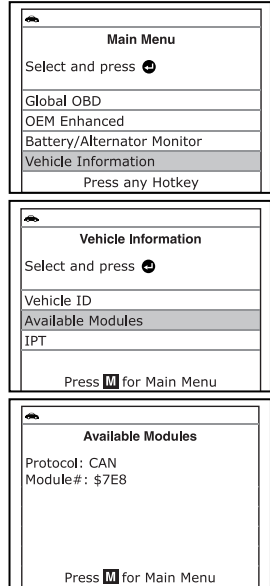 Main Menu
Select and press
Global OBD
OEM Enhanced
Battery/Alternator Monitor
Vehicle Information
Press any Hotkey
Vehicle Information
Select and press
Vehicle ID
Available Modules
IPT
Press M for Main Menu
Available Modules
Protocol: CAN
Module#: $7E8
Press M for Main Menu